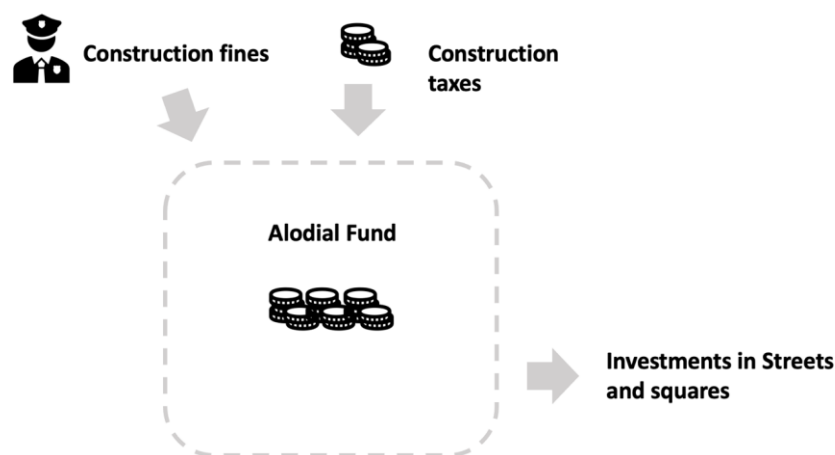 Construction fines
Construction
taxes
Alodial Fund
Investments in Streets
and squares